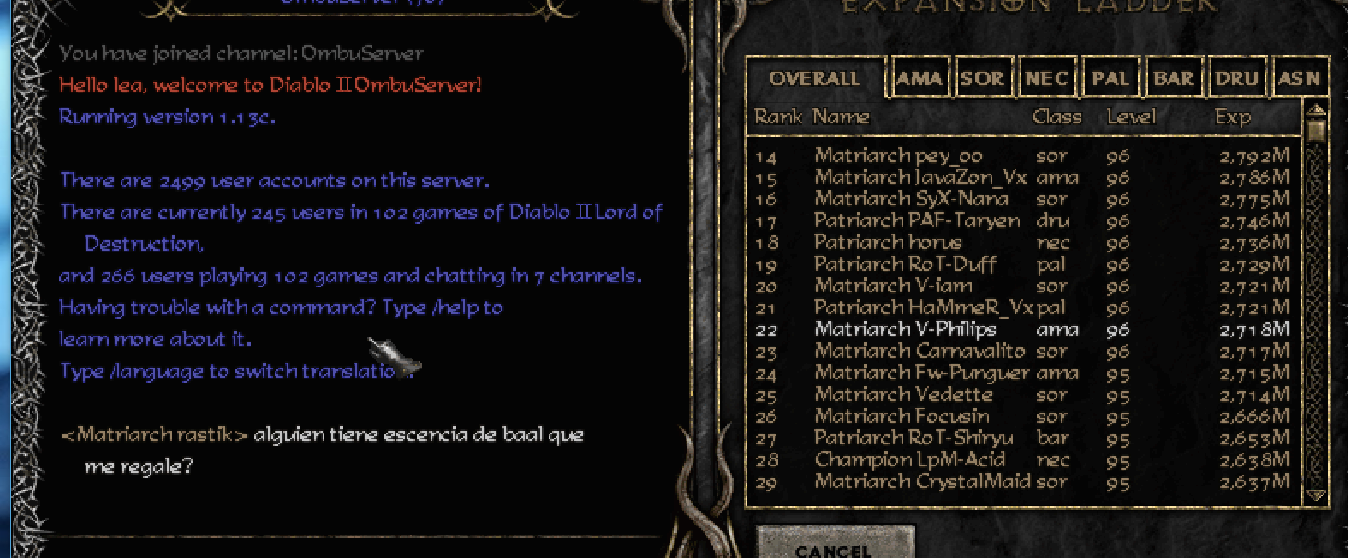 OmbuServer (70)
You have joined channel: OmbuServer
Hello lea, welcome to Diablo II OmbuServer!
Running version 1.13c.
There are 2499 user accounts on this server.
There are currently 245 users in 102 games of Diablo II Lord of
Destruction,
and 266 users playing 102 games and chatting in 7 channels.
Having trouble with a command? Type /help to
learn more about it.
Type /language to switch translation.
<Matriarch rastik> alguien tiene escencia de baal que
me regale?
EXPANSION LADDER
OVERALL AMA SOR NEC PAL BAR DRU ASN
Rank Name Class Level Exp
14 Matriarch pey_oo sor 96 2,792M
15 Matriarch JavaZon_Vx ama 96 2,786M
16 Matriarch SyX-Nana sor 96 2,775M
17 Patriarch PAF-Taryen dru 96 2,746M
18 Patriarch horus nec 96 2,736M
19 Patriarch RoT-Duff pal 96 2,729M
20 Matriarch V-iam sor 96 2,721M
21 Patriarch HaMmeR_Vx pal 96 2,721M
22 Matriarch V-Philips ama 96 2,718M
23 Matriarch Carnavalito sor 96 2,717M
24 Matriarch Fw-Punguer ama 95 2,715M
25 Matriarch Vedette sor 95 2,714M
26 Matriarch Focusin sor 95 2,666M
27 Patriarch RoT-Shiryu bar 95 2,653M
28 Champion LpM-Acid nec 95 2,638M
29 Matriarch CrystalMaid sor 95 2,637M
CANCEL